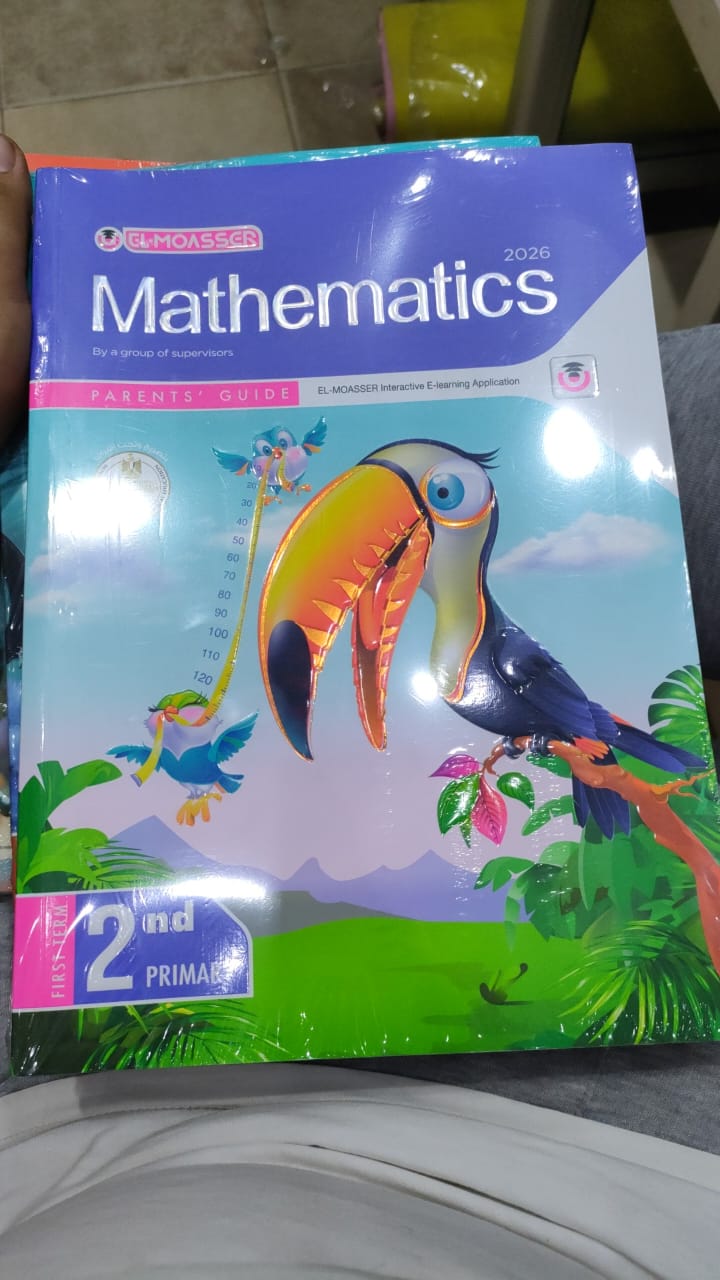 EL-MOASSER
2026
Mathematics
By a group of supervisors
PARENTS' GUIDE
EL-MOASSER Interactive E-learning Application
20
30
40
50
60
70
80
90
100
110
120
FIRST TERM
2nd
PRIMAR